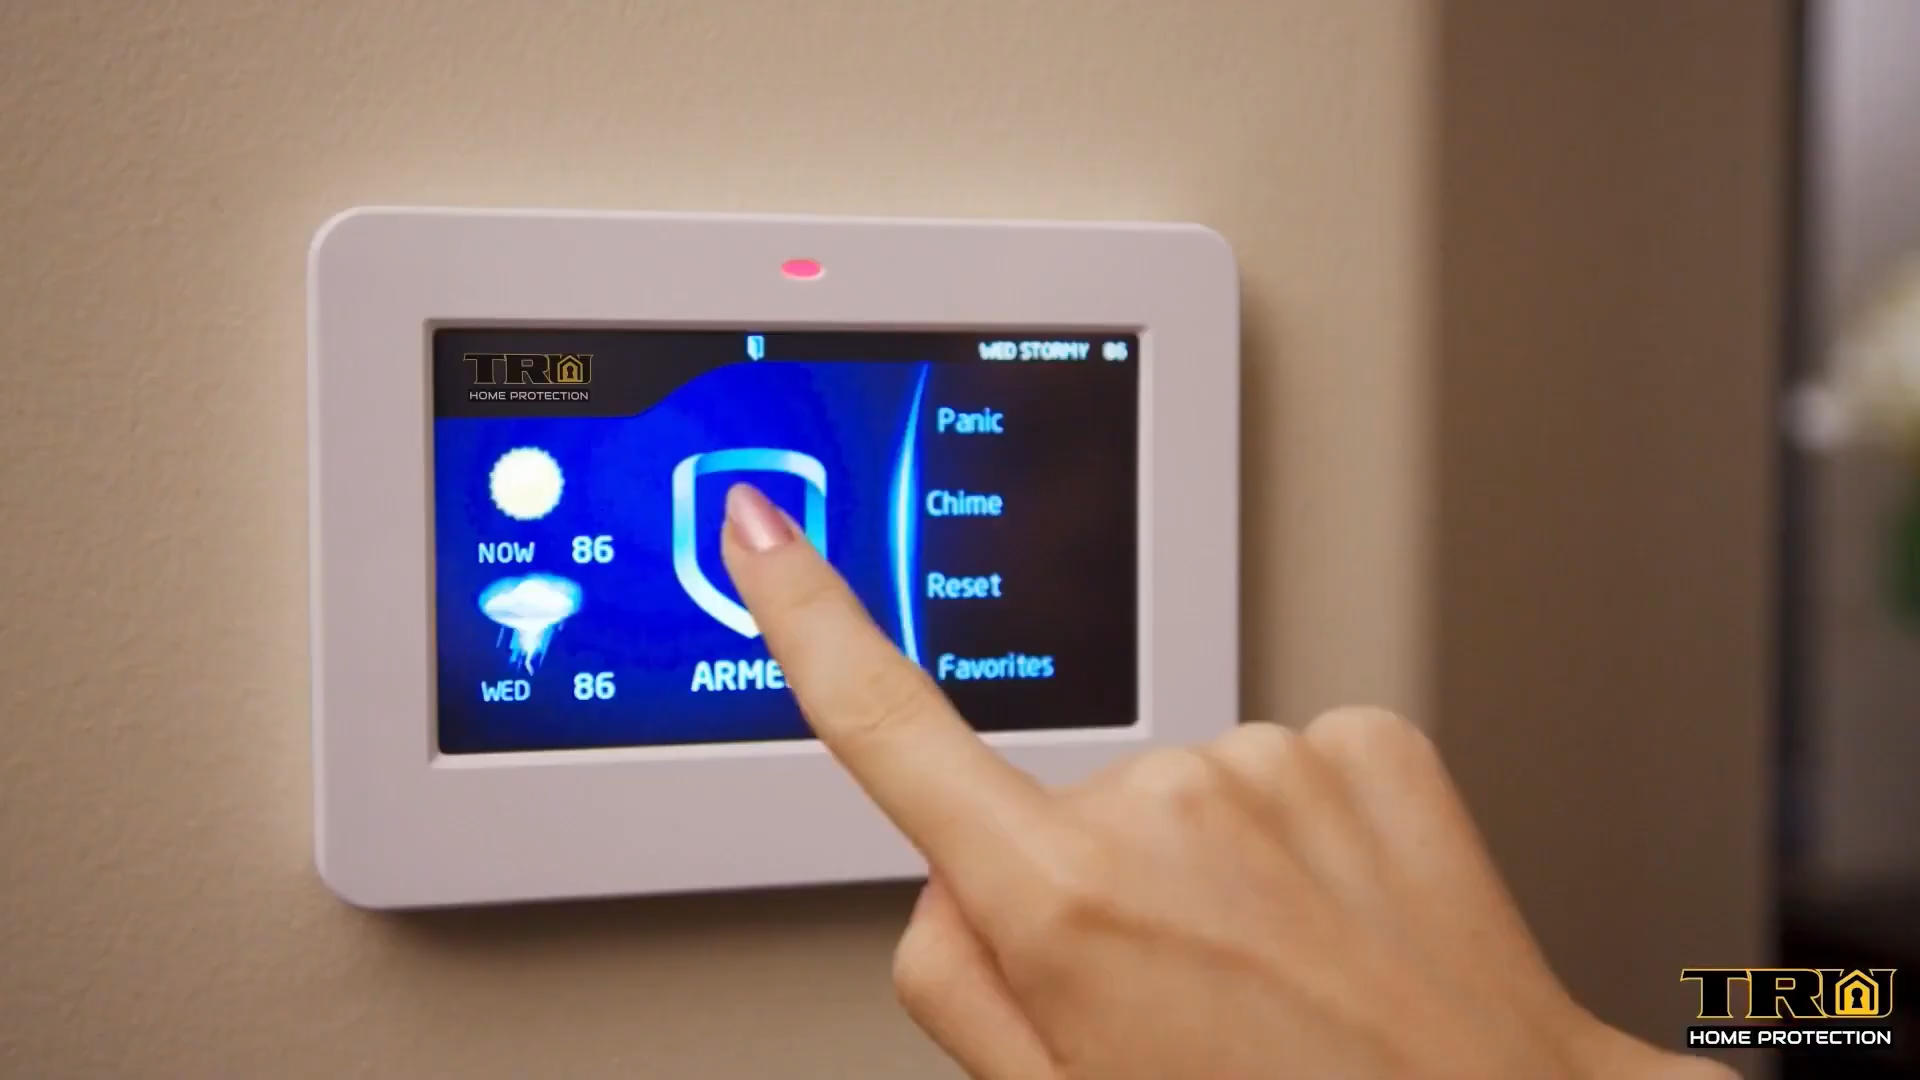 TRU
HOME PROTECTION
WED STORMY 86
Panic
Chime
NOW 86
Reset
Favorites
WED 86
TRU
HOME PROTECTION